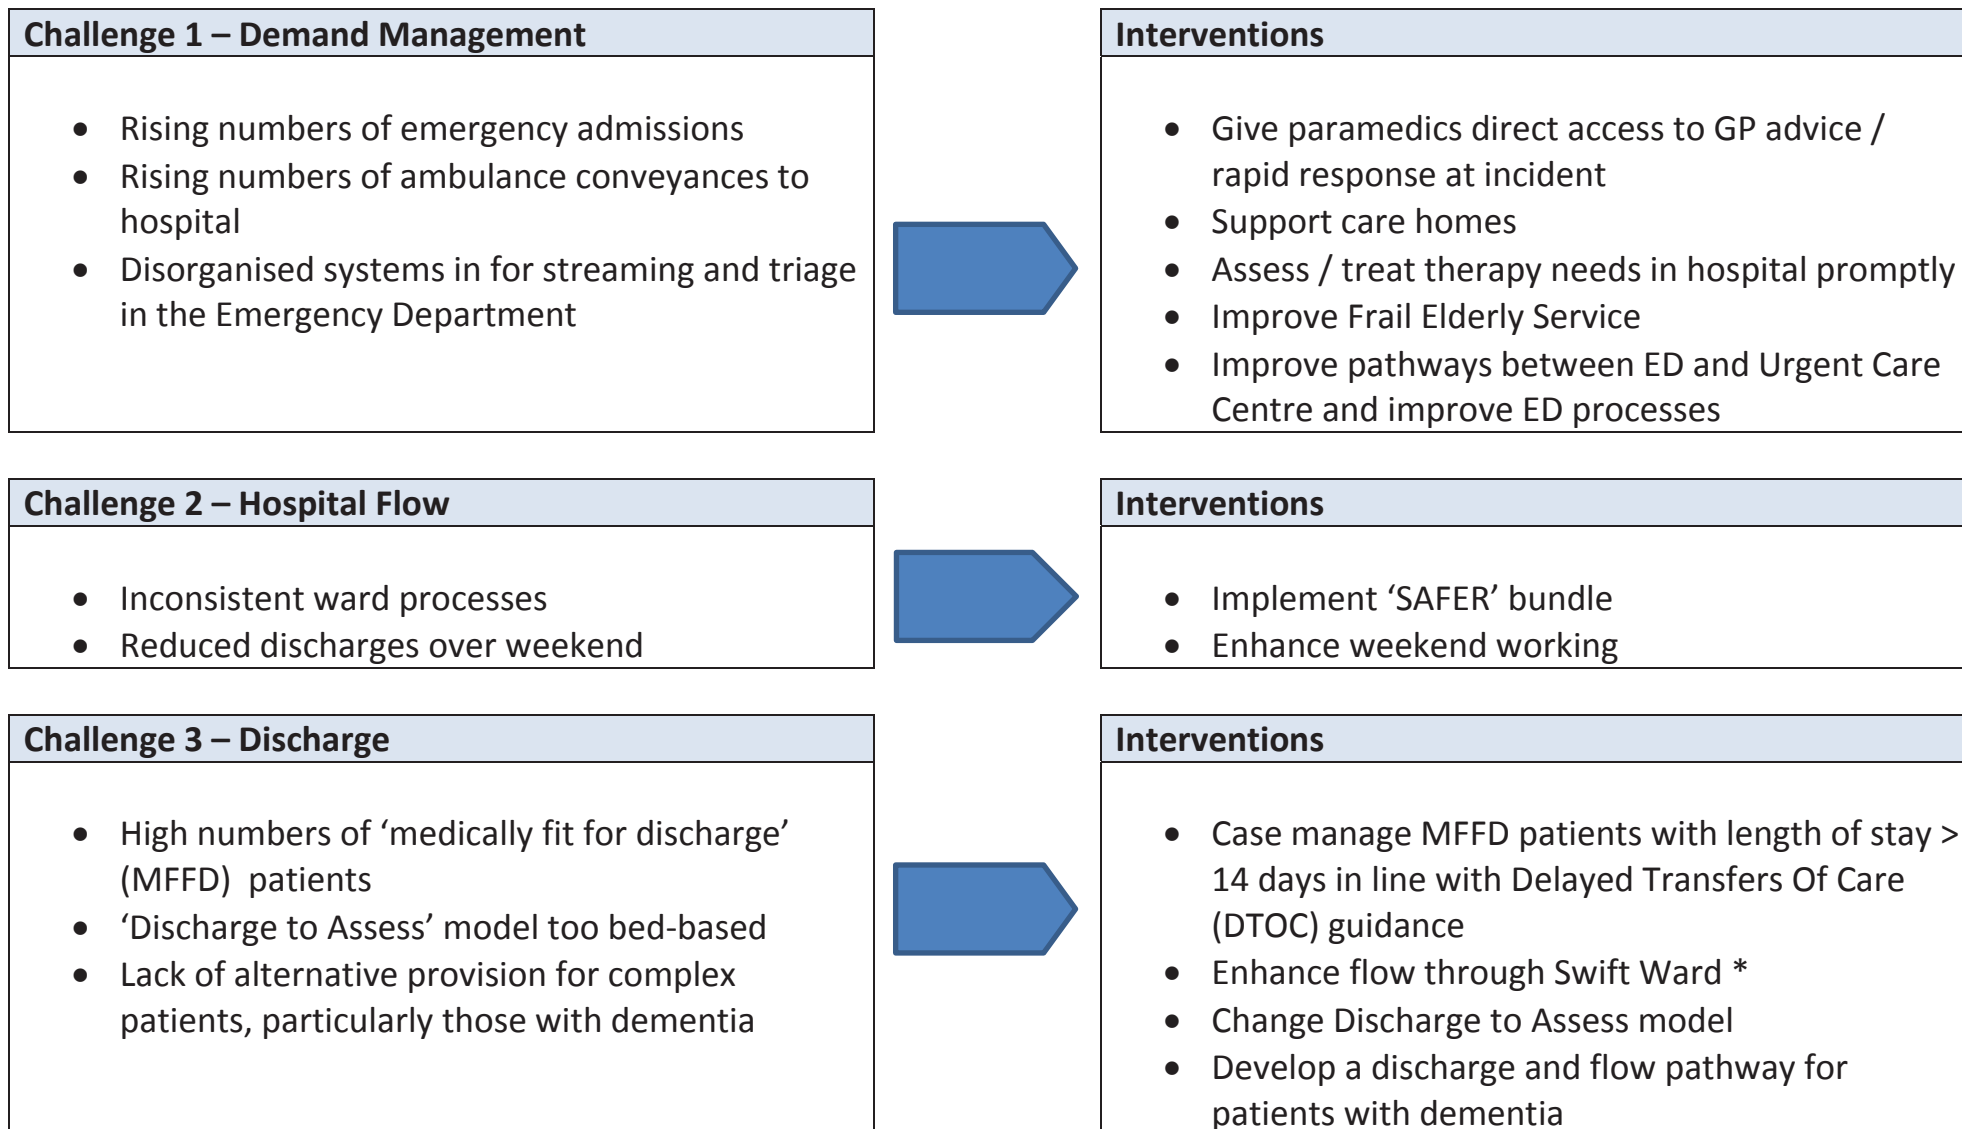 Challenge 1 – Demand Management
• Rising numbers of emergency admissions
• Rising numbers of ambulance conveyances to
hospital
• Disorganised systems in for streaming and triage
in the Emergency Department
Interventions
• Give paramedics direct access to GP advice /
rapid response at incident
• Support care homes
• Assess / treat therapy needs in hospital promptly
• Improve Frail Elderly Service
• Improve pathways between ED and Urgent Care
Centre and improve ED processes
Challenge 2 – Hospital Flow
• Inconsistent ward processes
• Reduced discharges over weekend
Interventions
• Implement ‘SAFER’ bundle
• Enhance weekend working
Challenge 3 – Discharge
• High numbers of ‘medically fit for discharge’
(MFFD)  patients
• ‘Discharge to Assess’ model too bed-based
• Lack of alternative provision for complex
patients, particularly those with dementia
Interventions
• Case manage MFFD patients with length of stay >
14 days in line with Delayed Transfers Of Care
(DTOC) guidance
• Enhance flow through Swift Ward *
• Change Discharge to Assess model
• Develop a discharge and flow pathway for
patients with dementia